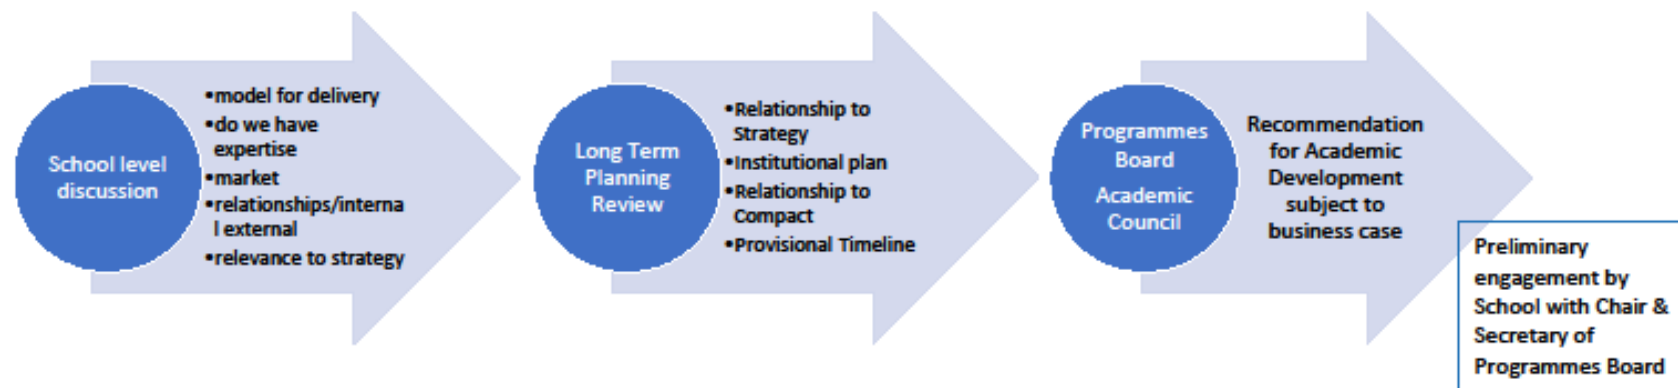 School level
discussion
•model for delivery
•do we have
expertise
•market
•relationships/interna
l external
•relevance to strategy
Long Term
Planning
Review
•Relationship to
Strategy
•Institutional plan
•Relationship to
Compact
•Provisional Timeline
Programmes
Board
Academic
Council
Recommendation
for Academic
Development
subject to
business case
Preliminary
engagement by
School with Chair &
Secretary of
Programmes Board